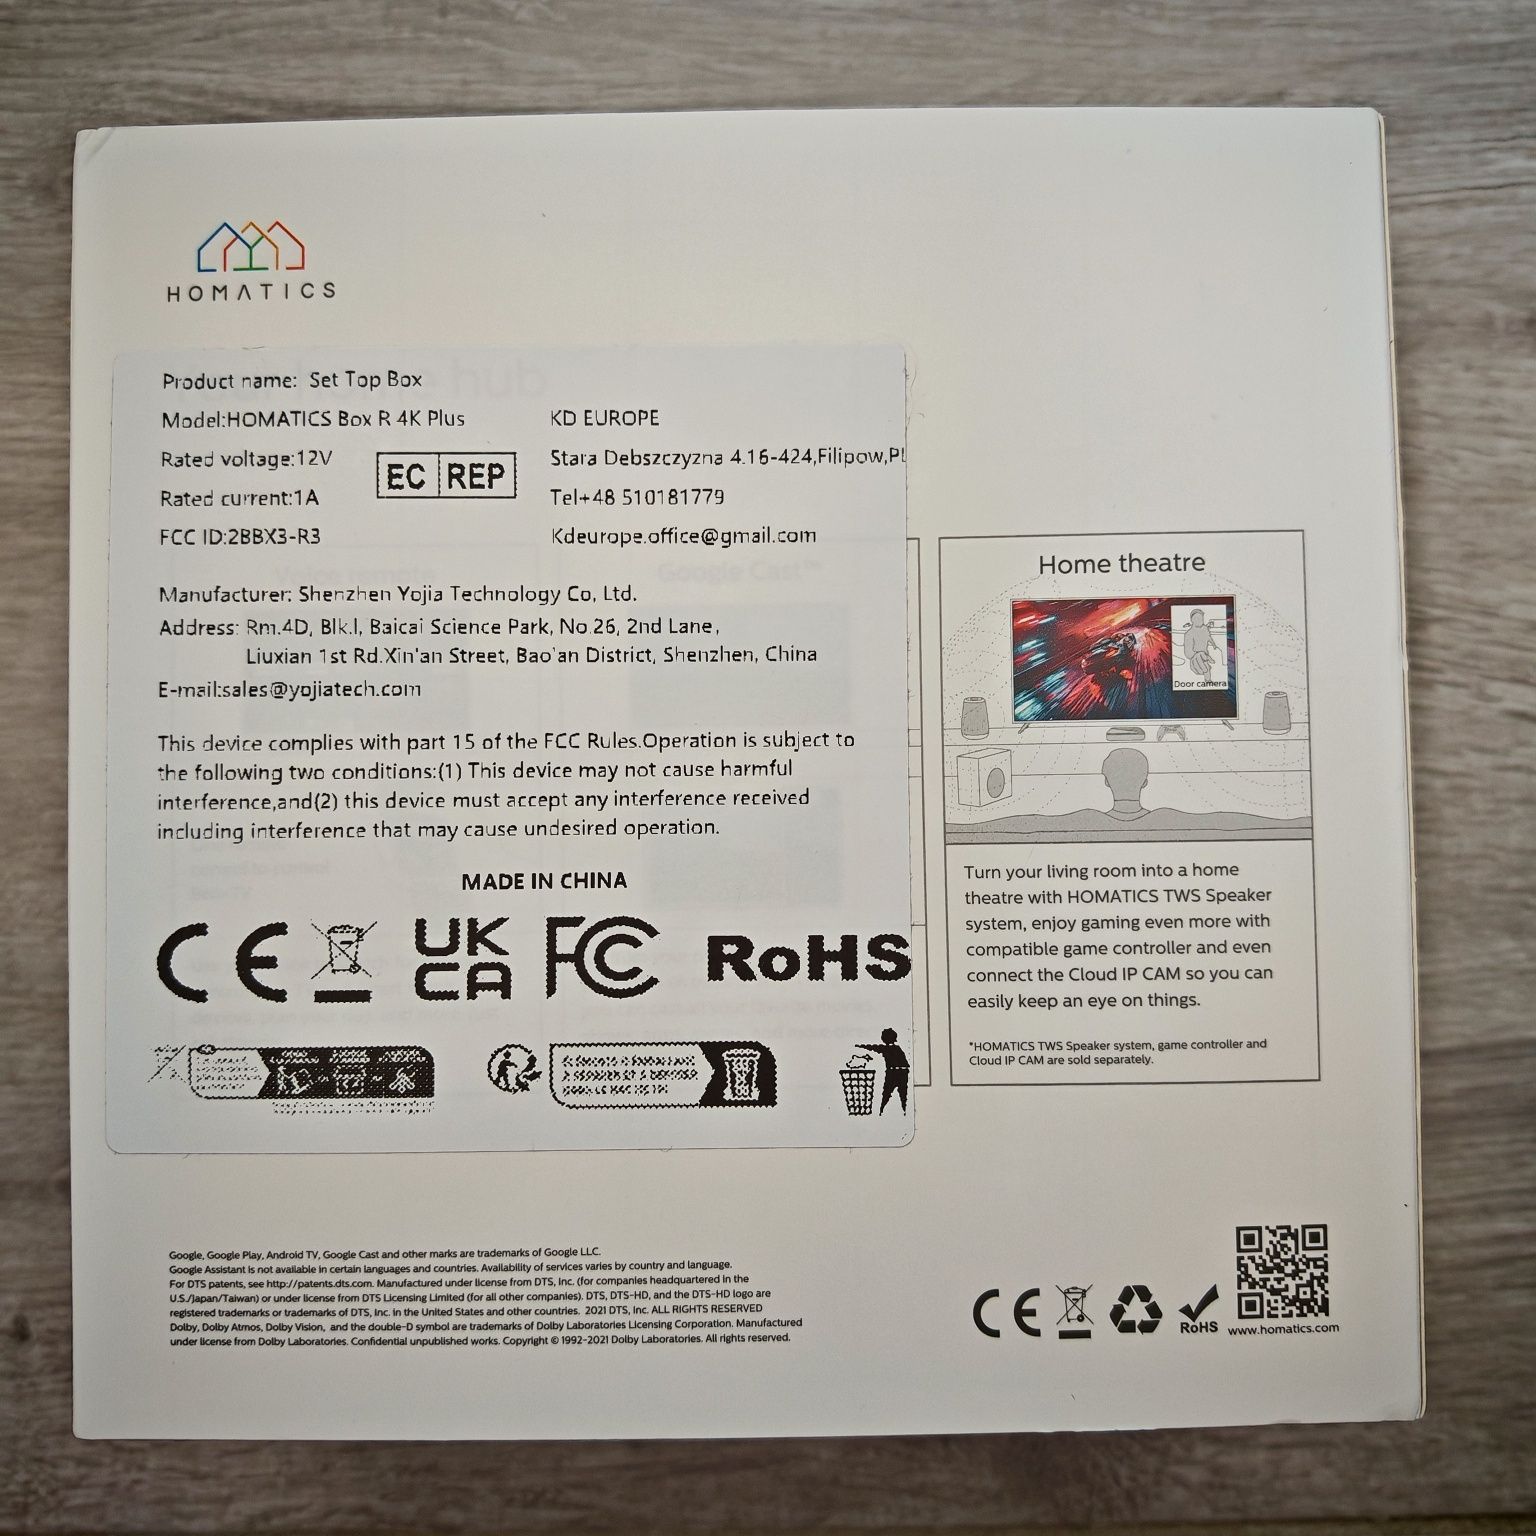 HOMATICS
Product name: Set Top Box
Model:HOMATICS Box R 4K Plus
Rated voltage:12V
Rated current:1A
FCC ID:2BBX3-R3
EC REP
KD EUROPE
Stara Debszczyzna 4.16-424,Filipow,PL
Tel+48 510181779
Kdeurope.office@gmail.com
Manufacturer: Shenzhen Yojia Technology Co, Ltd.
Address: Rm.4D, Blk.I, Baicai Science Park, No.26, 2nd Lane,
Liuxian 1st Rd.Xin'an Street, Bao'an District, Shenzhen, China
E-mail:sales@yojiatech.com
This device complies with part 15 of the FCC Rules.Operation is subject to
the following two conditions:(1) This device may not cause harmful
interference,and(2) this device must accept any interference received
including interference that may cause undesired operation.
MADE IN CHINA
CE UK CA FC RoHS
hub
Voice remote
Google Cast™
Home theatre
Door camera
Turn your living room into a home
theatre with HOMATICS TWS Speaker
system, enjoy gaming even more with
compatible game controller and even
connect the Cloud IP CAM so you can
easily keep an eye on things.
*HOMATICS TWS Speaker system, game controller and
Cloud IP CAM are sold separately.
Google, Google Play, Android TV, Google Cast and other marks are trademarks of Google LLC.
Google Assistant is not available in certain languages and countries. Availability of services varies by country and language.
For DTS patents, see http://patents.dts.com. Manufactured under license from DTS, Inc. (for companies headquartered in the
U.S./Japan/Taiwan) or under license from DTS Licensing Limited (for all other companies). DTS, DTS-HD, and the DTS-HD logo are
registered trademarks or trademarks of DTS, Inc. in the United States and other countries. 2021 DTS, Inc. ALL RIGHTS RESERVED
Dolby, Dolby Atmos, Dolby Vision, and the double-D symbol are trademarks of Dolby Laboratories Licensing Corporation. Manufactured
under license from Dolby Laboratories. Confidential unpublished works. Copyright © 1992-2021 Dolby Laboratories. All rights reserved.
CE
RoHS
www.homatics.com